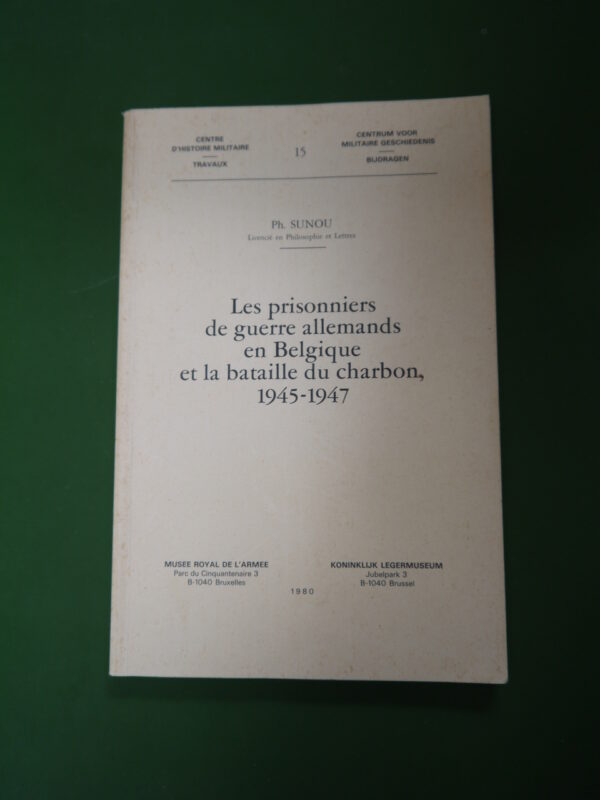 CENTRE
D'HISTOIRE MILITAIRE
TRAVAUX
15
CENTRUM VOOR
MILITAIRE GESCHIEDENIS
BIJDRAGEN
Ph. SUNOU
Licencié en Philosophie et Lettres
Les prisonniers
de guerre allemands
en Belgique
et la bataille du charbon,
1945-1947
MUSEE ROYAL DE L'ARMEE
Parc du Cinquantenaire 3
B-1040 Bruxelles
KONINKLIJK LEGERMUSEUM
Jubelpark 3
B-1040 Brussel
1980